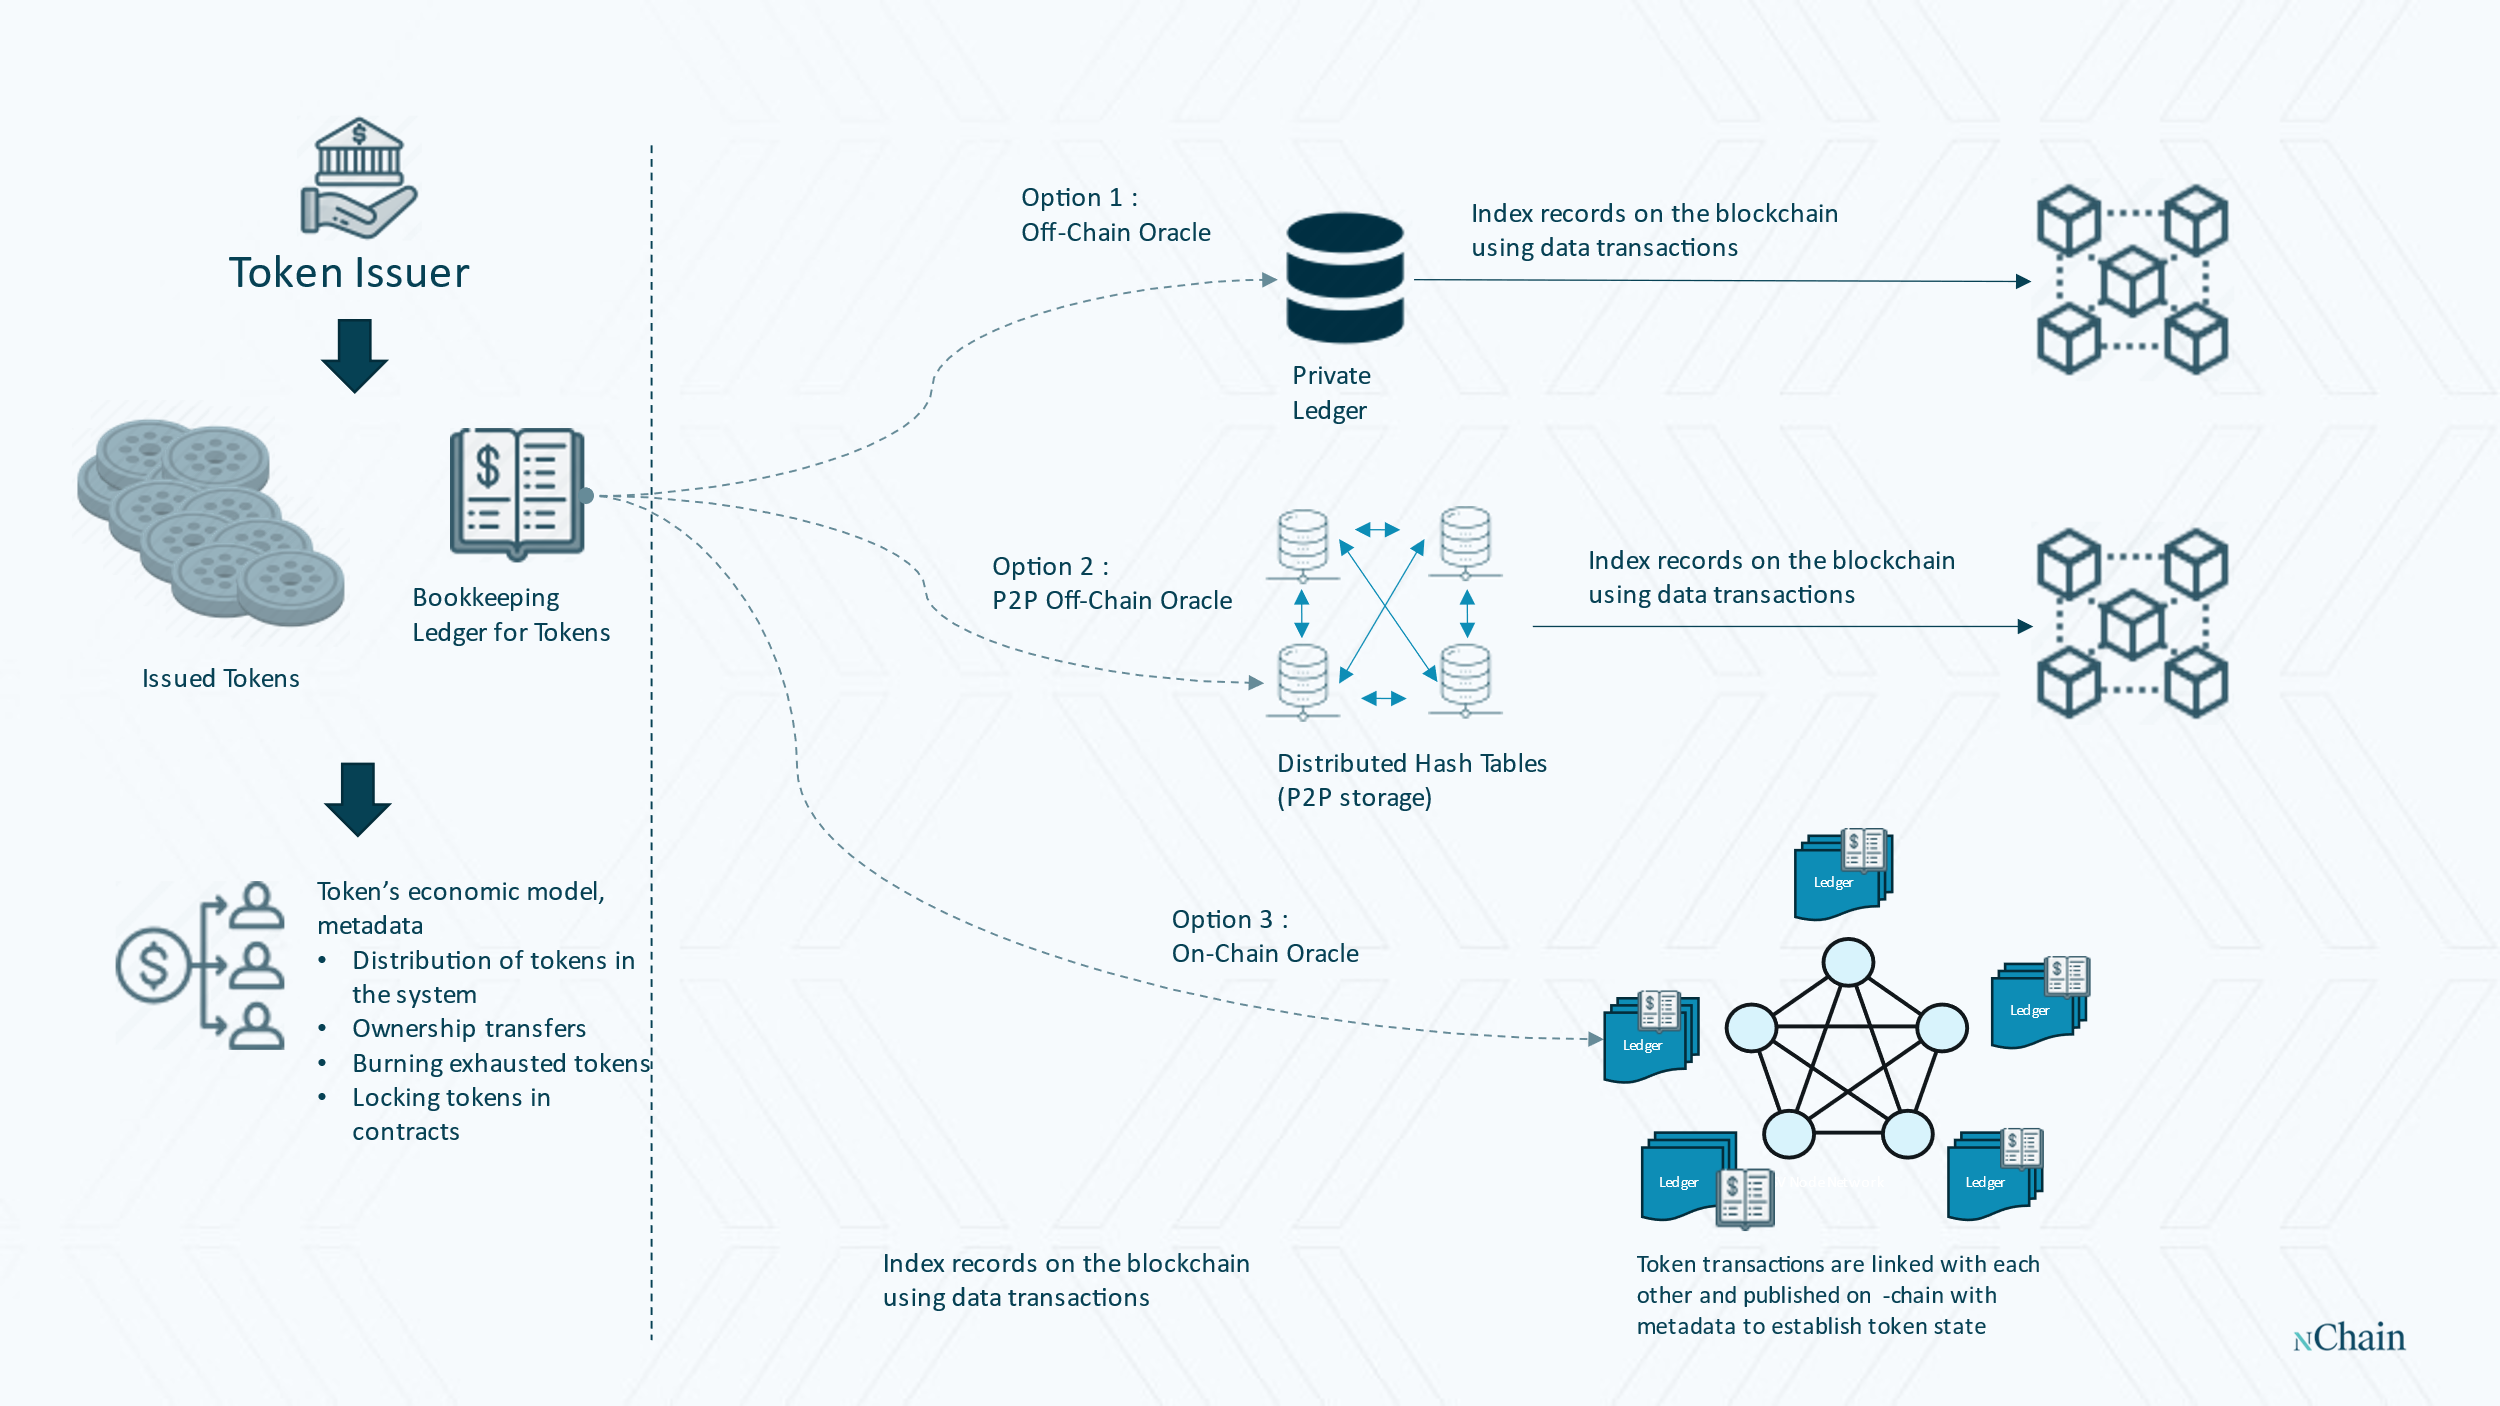 Token Issuer
Issued Tokens
Bookkeeping
Ledger for Tokens
Token’s economic model,
metadata
• Distribution of tokens in
the system
• Ownership transfers
• Burning exhausted tokens
• Locking tokens in
contracts
Option 1 :
Off-Chain Oracle
Private
Ledger
Index records on the blockchain
using data transactions
Option 2 :
P2P Off-Chain Oracle
Distributed Hash Tables
(P2P storage)
Index records on the blockchain
using data transactions
Option 3 :
On-Chain Oracle
Ledger
Ledger
Ledger
Ledger
Ledger
Index records on the blockchain
using data transactions
Token transactions are linked with each
other and published on -chain with
metadata to establish token state
nChain